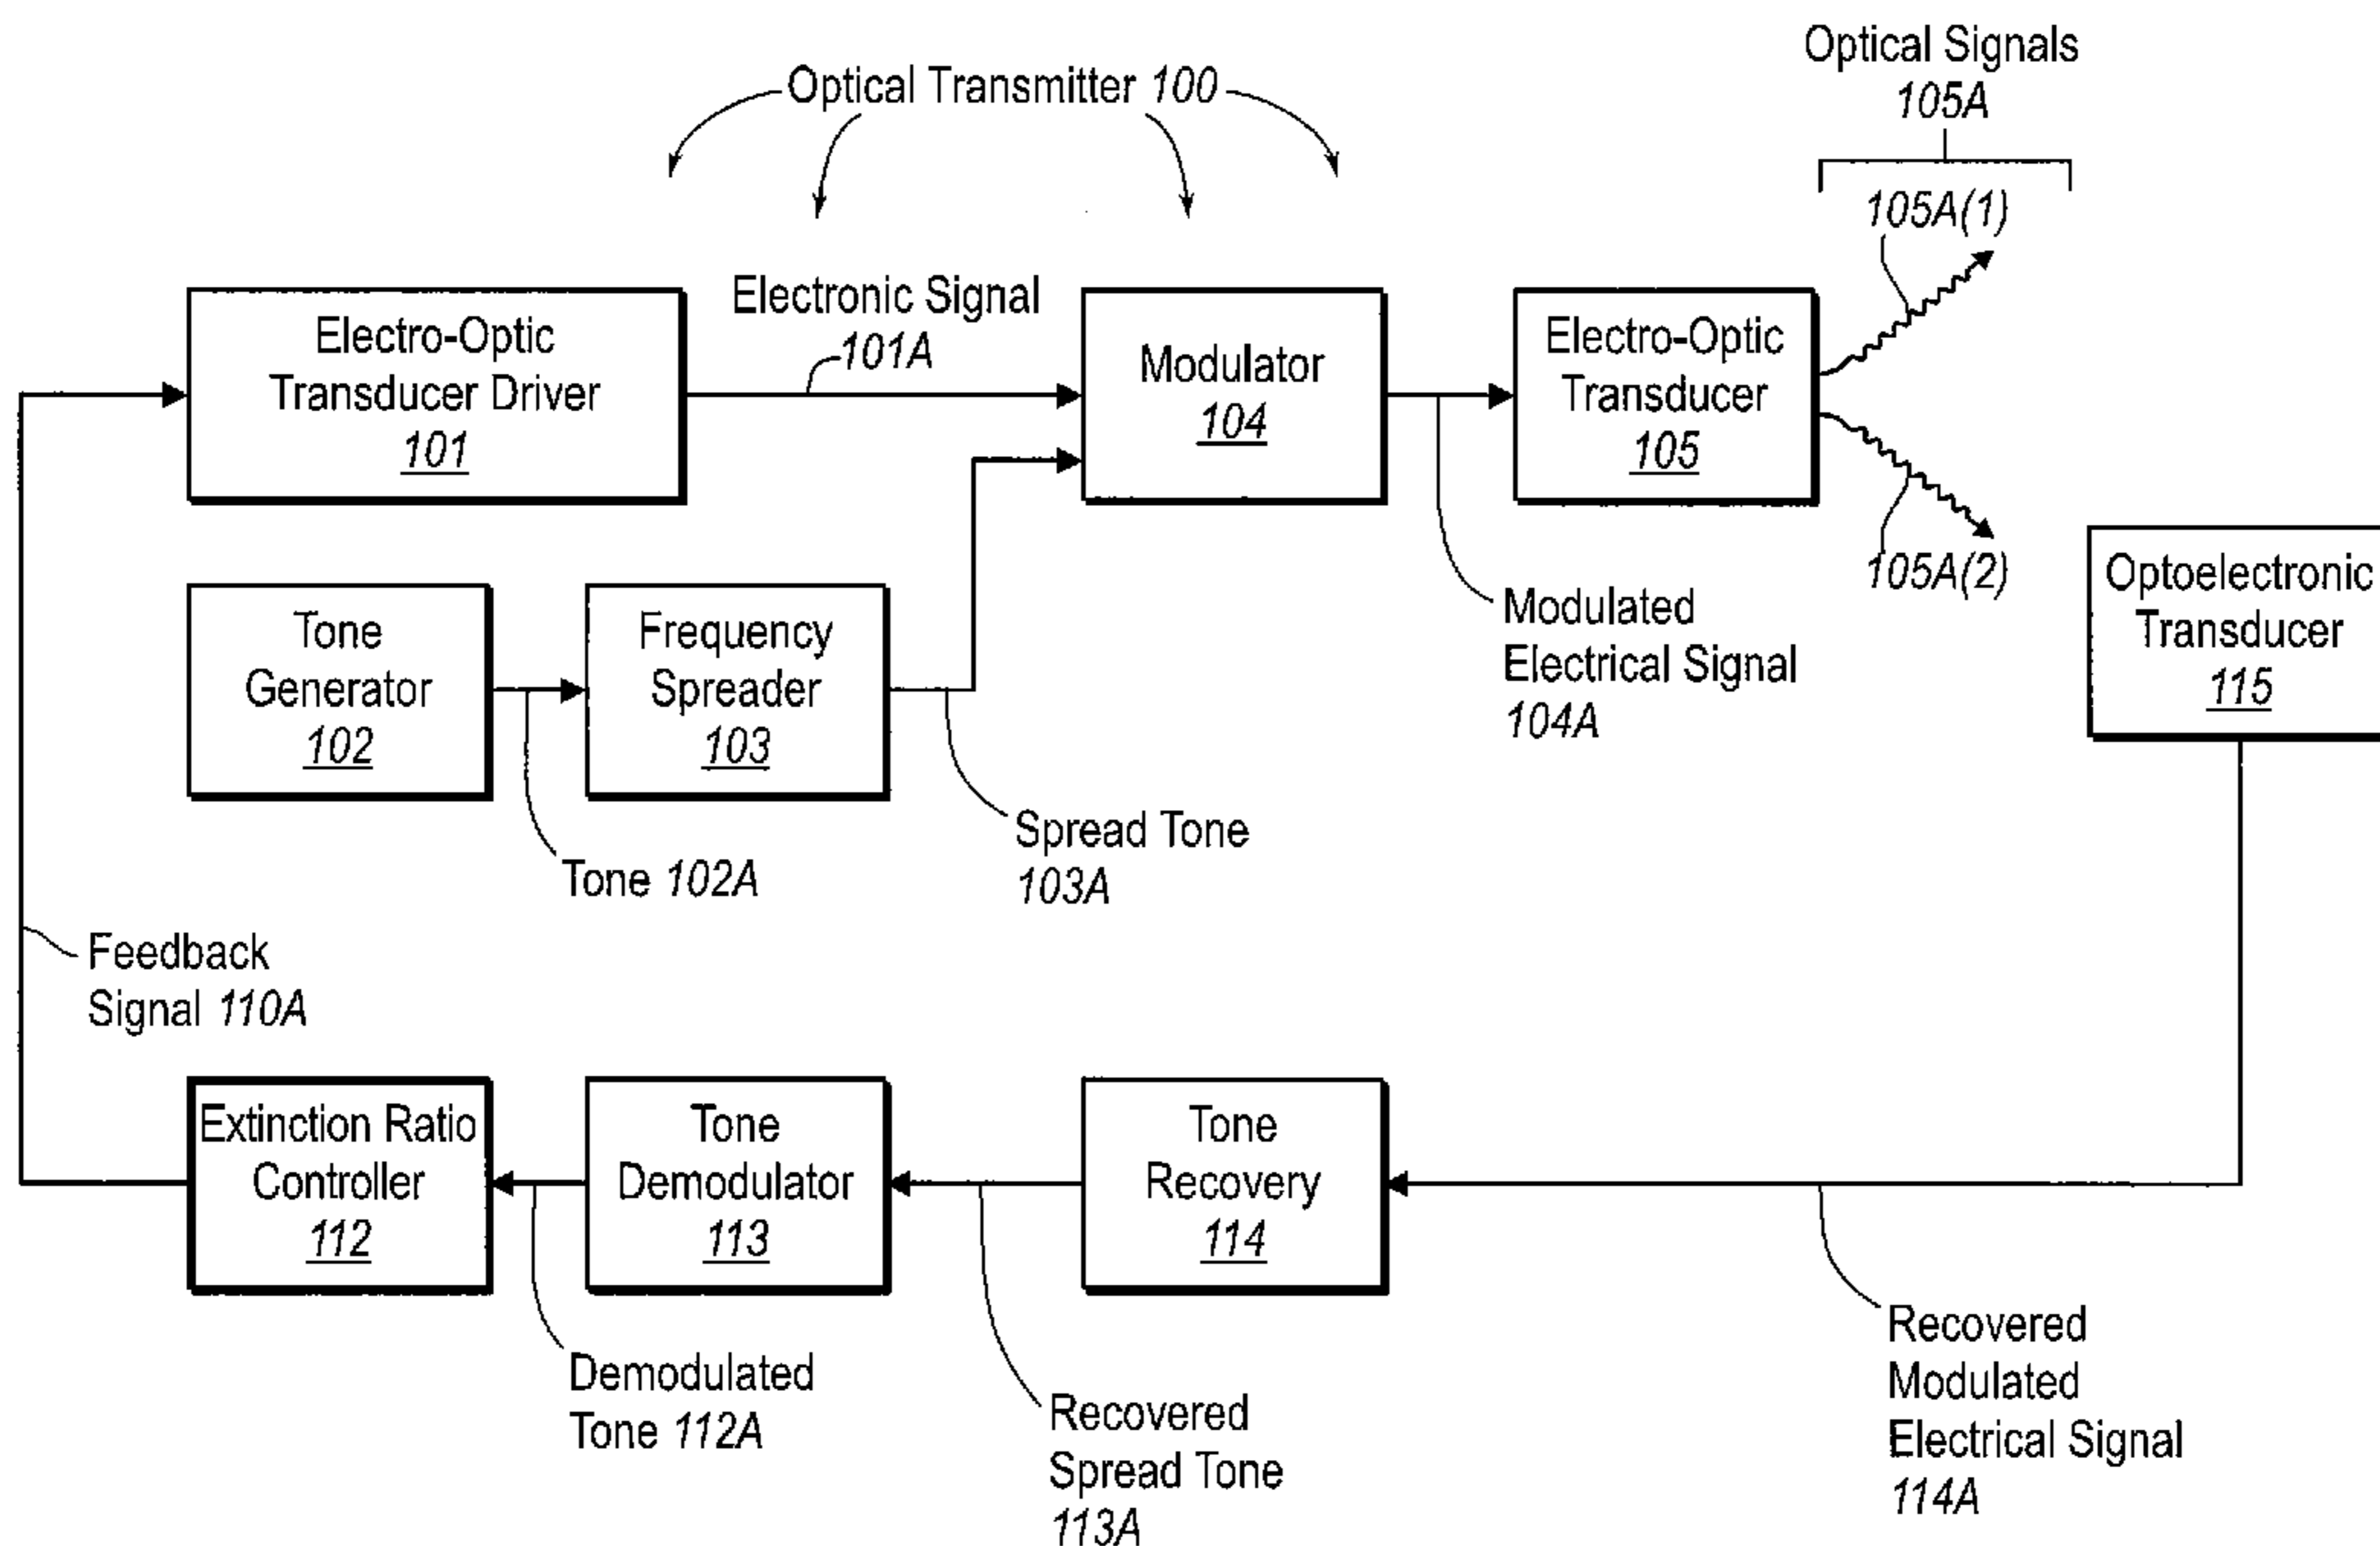 Optical Transmitter 100
Optical Signals
105A
105A(1)
105A(2)
Electro-Optic
Transducer Driver
101
Electronic Signal
101A
Modulator
104
Electro-Optic
Transducer
105
Optoelectronic
Transducer
115
Modulated
Electrical Signal
104A
Tone
Generator
102
Frequency
Spreader
103
Tone 102A
Spread Tone
103A
Feedback
Signal 110A
Extinction Ratio
Controller
112
Tone
Demodulator
113
Tone
Recovery
114
Demodulated
Tone 112A
Recovered
Spread Tone
113A
Recovered
Modulated
Electrical Signal
114A